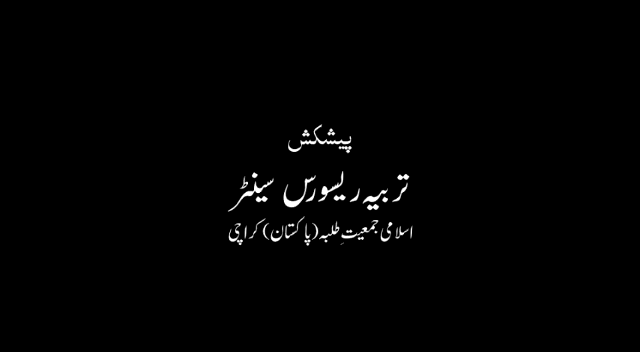 پیشکش
تربیہ ریسورس سینٹر
اسلامی جمعیتِ طلبہ (پاکستان) کراچی